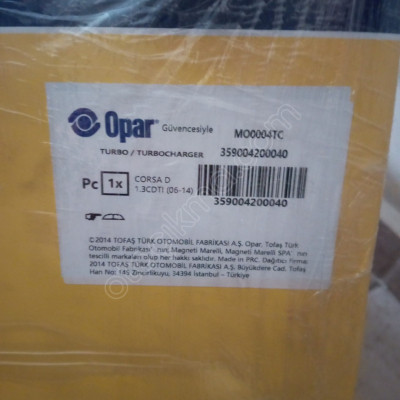 Opar Güvencesiyle MO0004TC
TURBO / TURBOCHARGER 359004200040
Pc 1x CORSA D
1.3CDTI (06-14)
359004200040
©2014 TOFAŞ TÜRK OTOMOBİL FABRİKASI A.Ş. Opar, Tofaş Türk
Otomobil Fabrikası' nın, Magneti Marelli, Magneti Marelli SPA' nın
tescilli markaları olup her hakkı saklıdır. Made in PRC. Dağıtıcı Firma:
2014 TOFAŞ TÜRK OTOMOBİL FABRİKASI A.Ş. Büyükdere Cad. Tofaş
Han No: 145 Zincirlikuyu, 34394 İstanbul – Türkiye